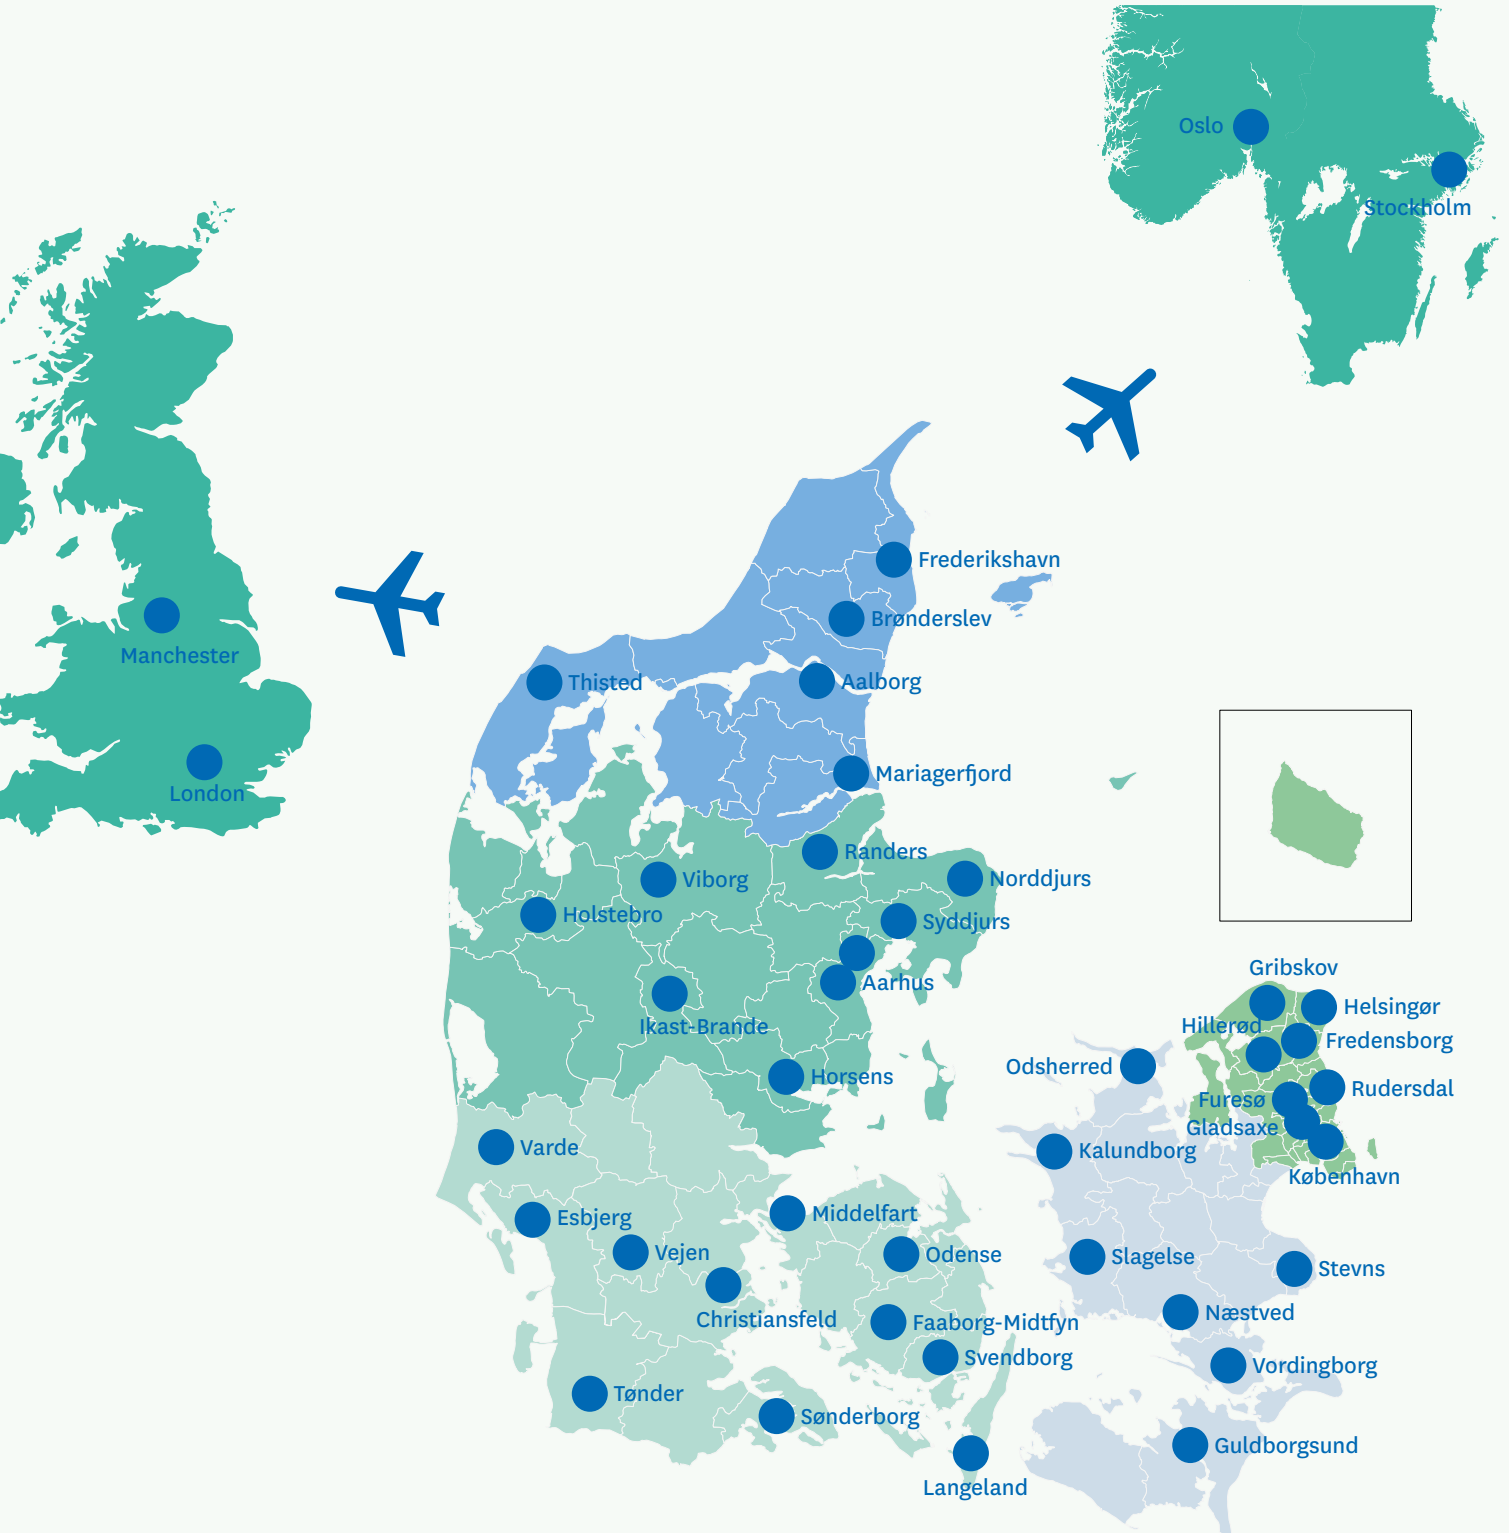 Oslo
Stockholm
Frederikshavn
Brønderslev
Manchester
Thisted
Aalborg
Mariagerfjord
London
Randers
Viborg
Norddjurs
Holstebro
Syddjurs
Gribskov
Aarhus
Helsingør
Ikast-Brande
Hillerød
Fredensborg
Odsherred
Horsens
Rudersdal
Furesø
Gladsaxe
Varde
Kalundborg
København
Middelfart
Esbjerg
Vejen
Odense
Slagelse
Stevns
Næstved
Christiansfeld
Faaborg-Midtfyn
Svendborg
Vordingborg
Tønder
Sønderborg
Guldborgsund
Langeland